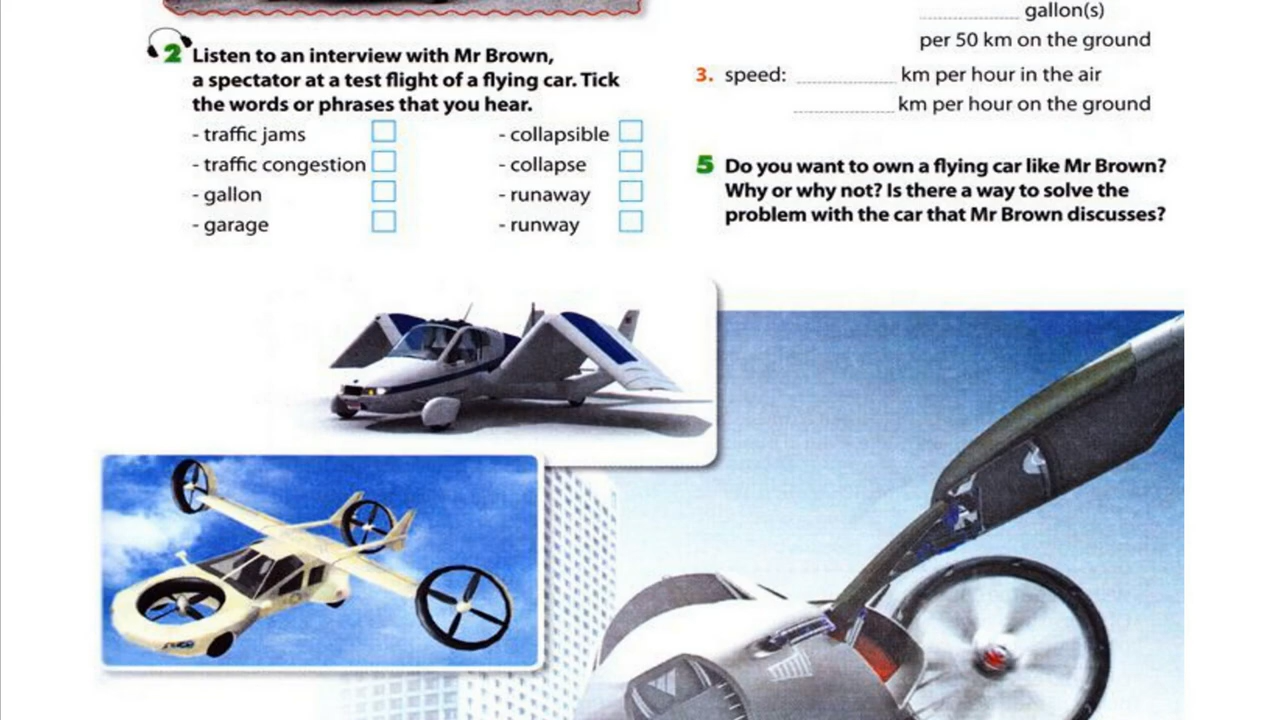 2 Listen to an interview with Mr Brown,
a spectator at a test flight of a flying car. Tick
the words or phrases that you hear.
- traffic jams
- traffic congestion
- gallon
- garage
- collapsible
- collapse
- runaway
- runway
............ gallon(s)
per 50 km on the ground
3. speed: ............ km per hour in the air
............ km per hour on the ground
5 Do you want to own a flying car like Mr Brown?
Why or why not? Is there a way to solve the
problem with the car that Mr Brown discusses?